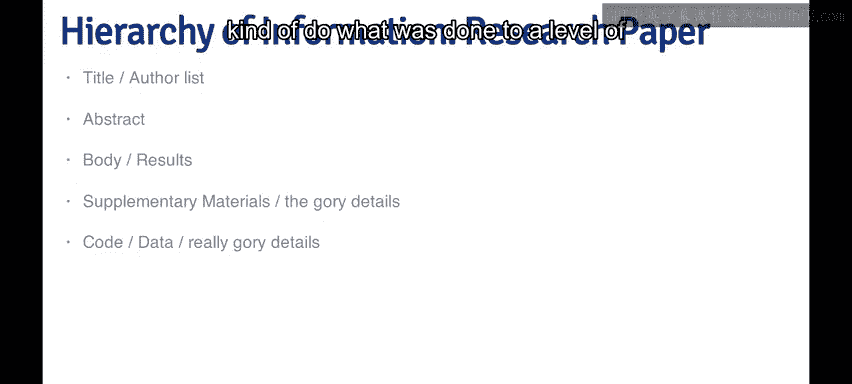 Hierarchy of Information: Research Paper
kind of do what was done to a level of
· Title / Author list
· Abstract
· Body / Results
· Supplementary Materials / the gory details
· Code / Data / really gory details